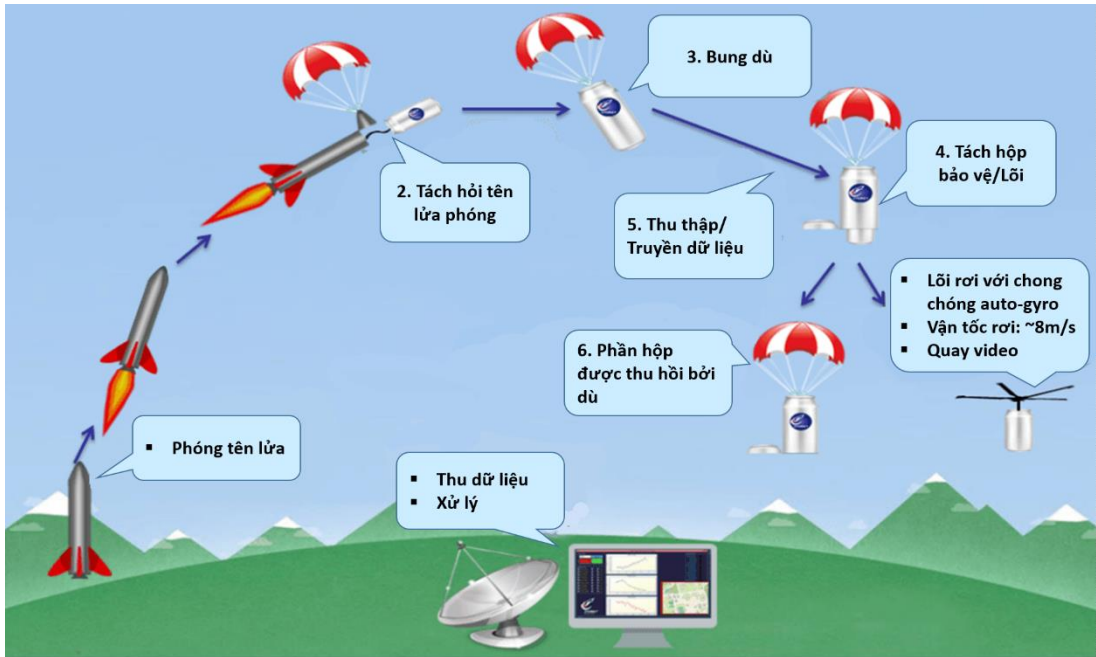 ▪ Phóng tên lửa
2. Tách hỏi tên
lửa phóng
3. Bung dù
4. Tách hộp
bảo vệ/Lõi
5. Thu thập/
Truyền dữ liệu
▪ Lõi rơi với chong
chóng auto-gyro
▪ Vận tốc rơi: ~8m/s
▪ Quay video
6. Phần hộp
được thu hồi bởi
dù
▪ Thu dữ liệu
▪ Xử lý